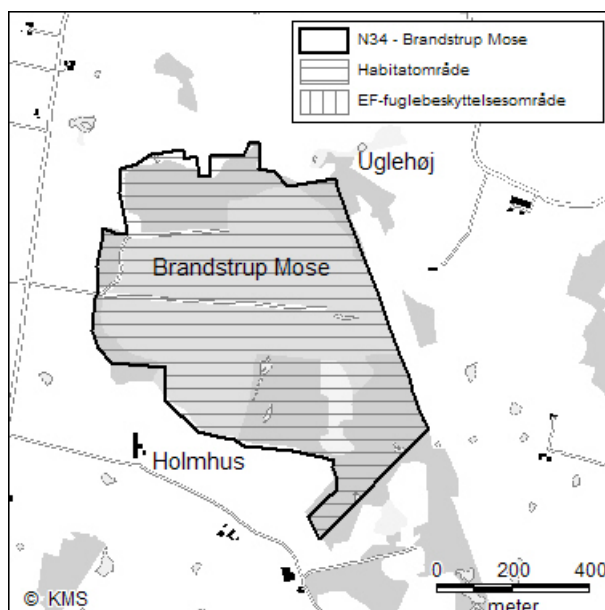 N34 - Brandstrup Mose
Habitatområde
EF-fuglebeskyttelsesområde
Uglehøj
Brandstrup Mose
Holmhus
0 200 400
meter
© KMS